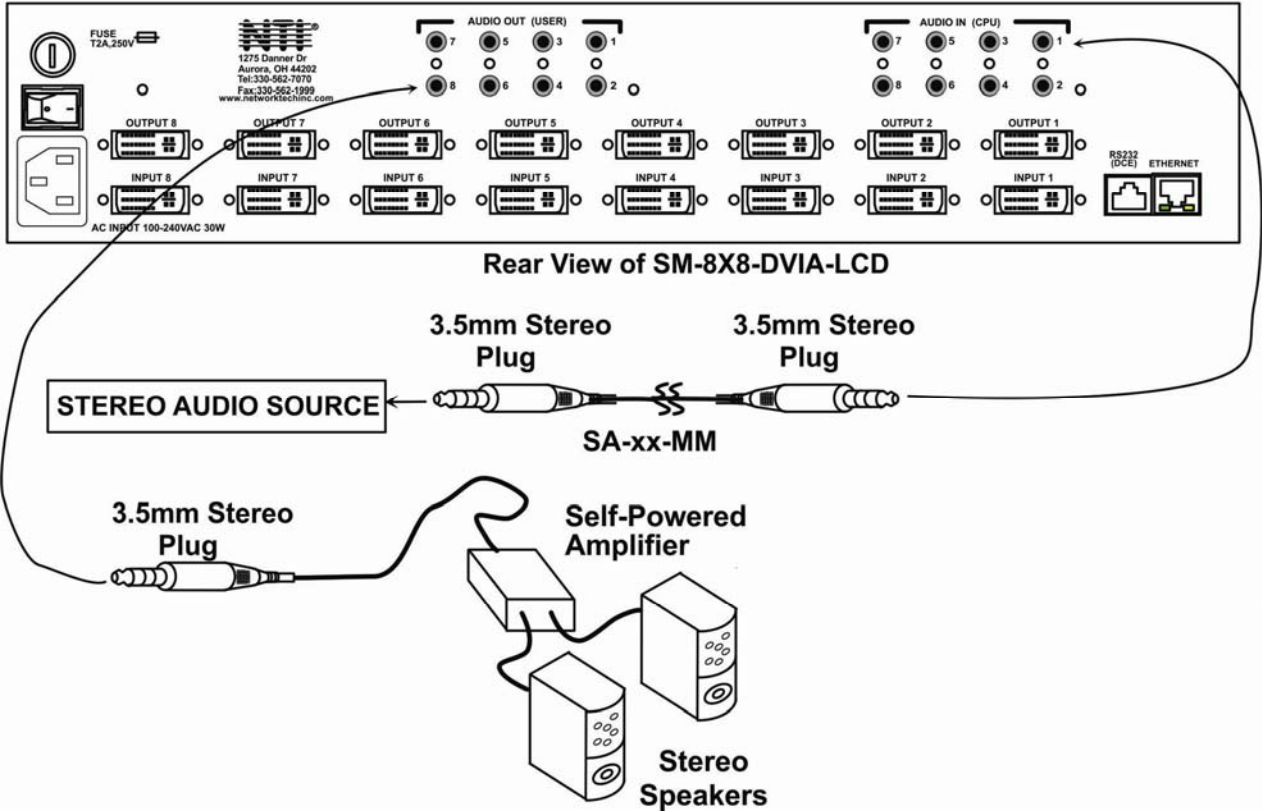 FUSE
T2A,250V
NTI
®
1275 Danner Dr
Aurora, OH 44202
Tel:330-562-7070
Fax:330-562-1999
www.networktechinc.com
AUDIO OUT (USER)
7 5 3 1
8 6 4 2
AUDIO IN (CPU)
7 5 3 1
8 6 4 2
OUTPUT 8 OUTPUT 7 OUTPUT 6 OUTPUT 5 OUTPUT 4 OUTPUT 3 OUTPUT 2 OUTPUT 1
INPUT 8 INPUT 7 INPUT 6 INPUT 5 INPUT 4 INPUT 3 INPUT 2 INPUT 1
RS232
(DCE)
ETHERNET
AC INPUT 100-240VAC 30W
Rear View of SM-8X8-DVIA-LCD
3.5mm Stereo
Plug
3.5mm Stereo
Plug
STEREO AUDIO SOURCE
SA-xx-MM
3.5mm Stereo
Plug
Self-Powered
Amplifier
Stereo
Speakers